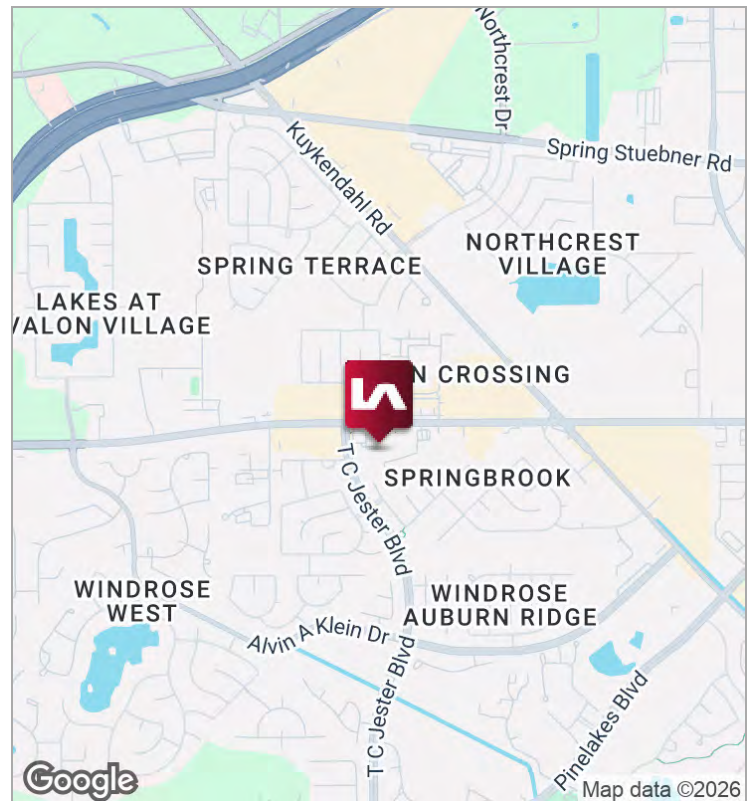 Northcrest Dr
Kuykendahl Rd
Spring Stuebner Rd
NORTHCREST
VILLAGE
SPRING TERRACE
LAKES AT
VALON VILLAGE
N CROSSING
SPRINGBROOK
T C Jester Blvd
WINDROSE
WEST
WINDROSE
AUBURN RIDGE
Alvin A Klein Dr
T C Jester Blvd
Pinelakes Blvd
Google
Map data ©2026